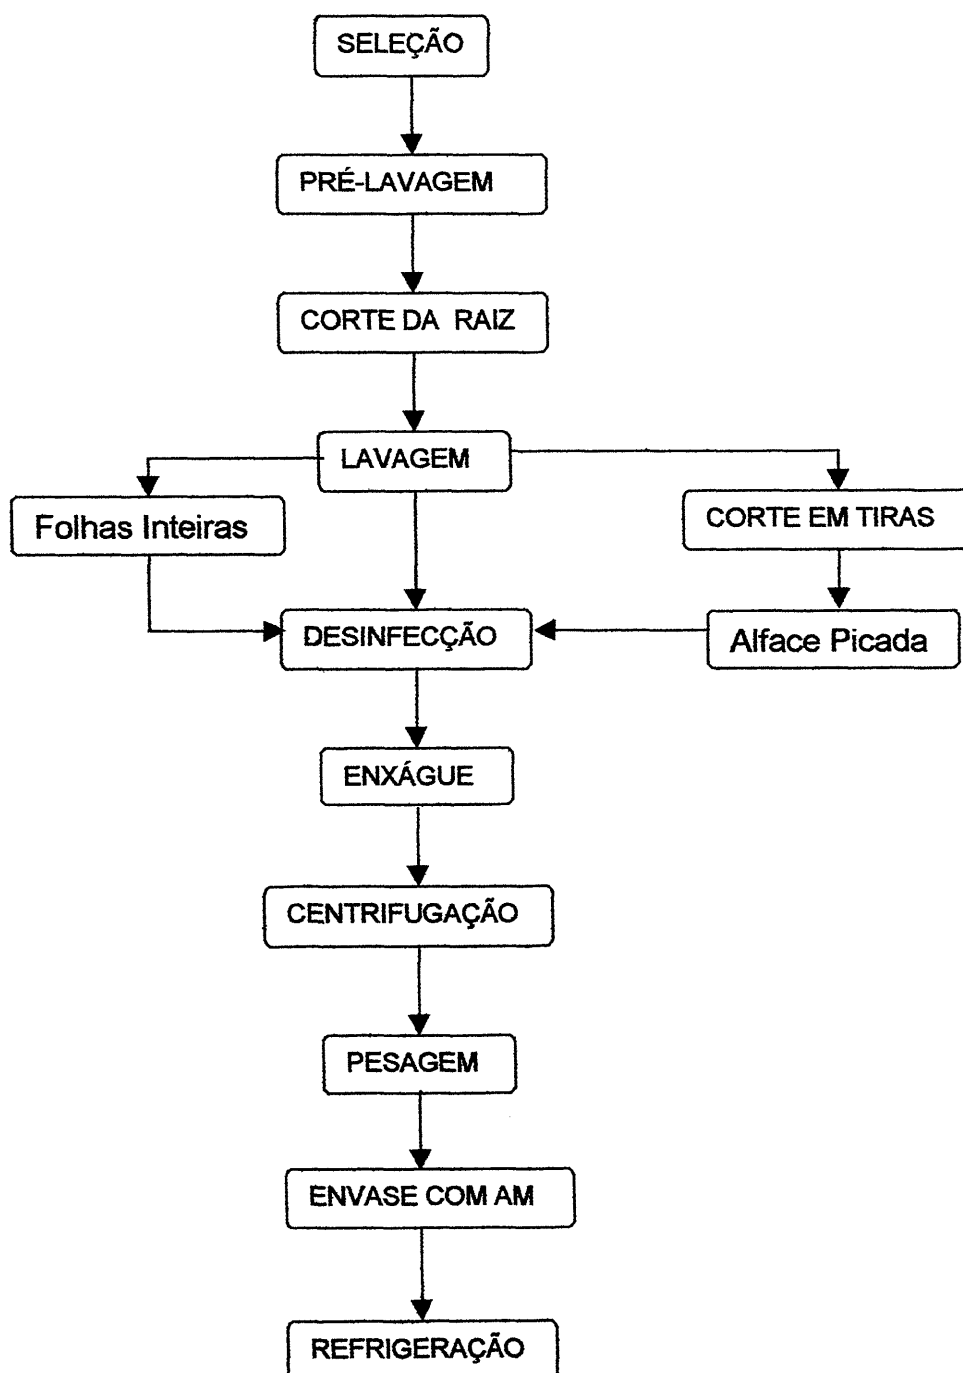 SELEÇÃO
PRÉ-LAVAGEM
CORTE DA RAIZ
LAVAGEM
Folhas Inteiras
CORTE EM TIRAS
DESINFECÇÃO
Alface Picada
ENXÁGUE
CENTRIFUGAÇÃO
PESAGEM
ENVASE COM AM
REFRIGERAÇÃO